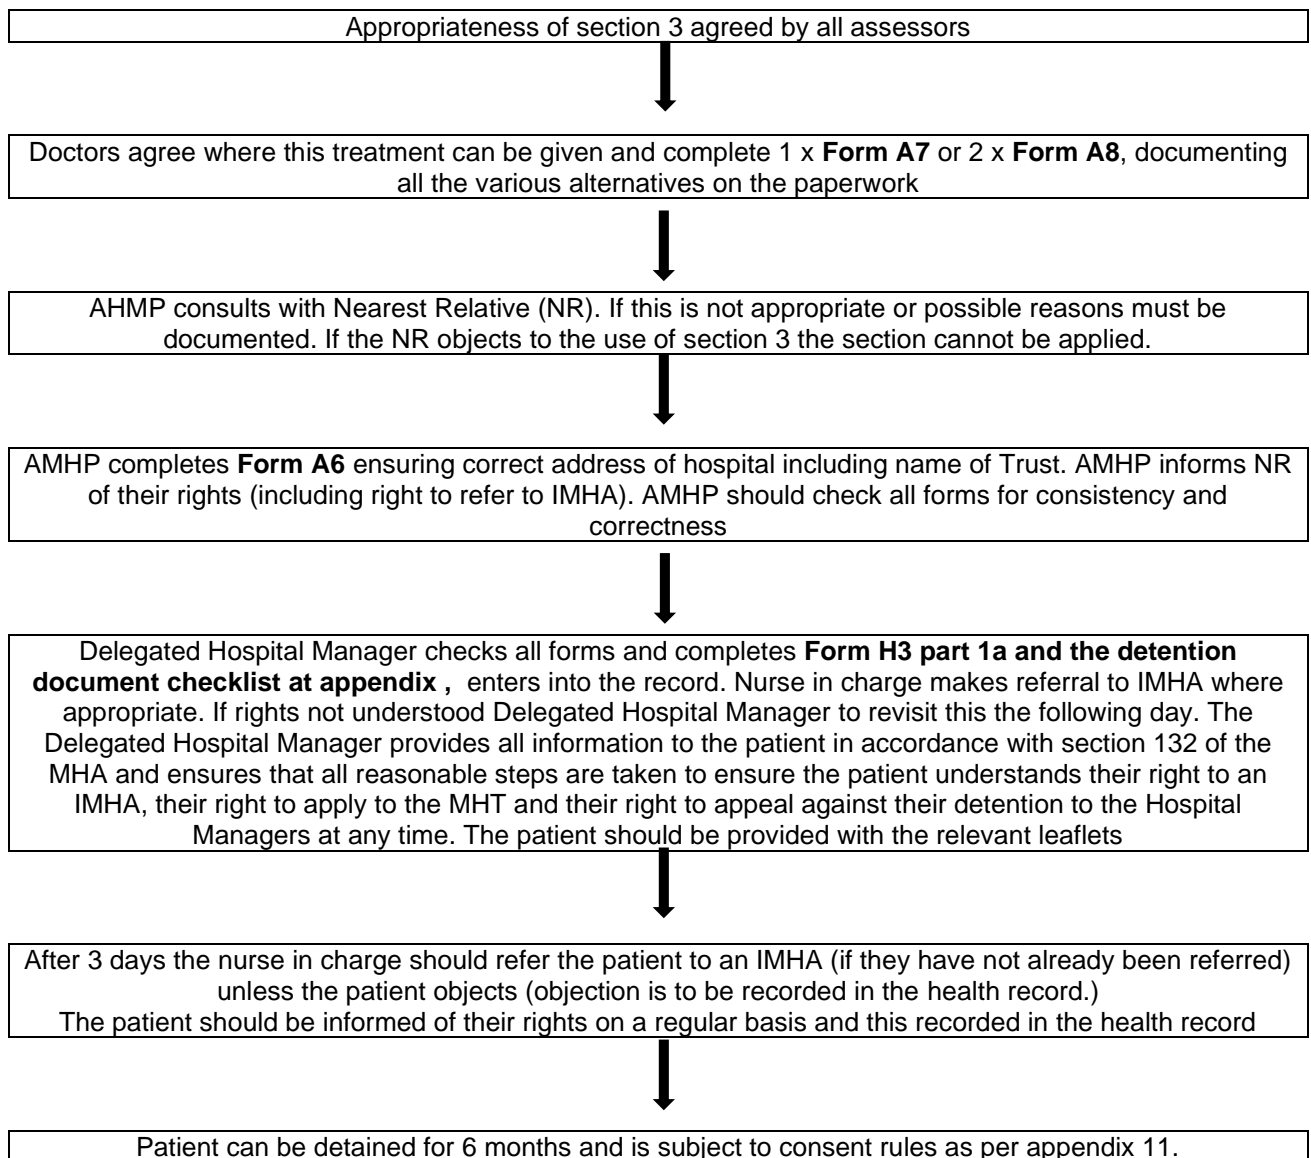 Appropriateness of section 3 agreed by all assessors
Doctors agree where this treatment can be given and complete 1 x Form A7 or 2 x Form A8, documenting
all the various alternatives on the paperwork
AHMP consults with Nearest Relative (NR). If this is not appropriate or possible reasons must be
documented. If the NR objects to the use of section 3 the section cannot be applied.
AMHP completes Form A6 ensuring correct address of hospital including name of Trust. AMHP informs NR
of their rights (including right to refer to IMHA). AMHP should check all forms for consistency and
correctness
Delegated Hospital Manager checks all forms and completes Form H3 part 1a and the detention
document checklist at appendix , enters into the record. Nurse in charge makes referral to IMHA where
appropriate. If rights not understood Delegated Hospital Manager to revisit this the following day. The
Delegated Hospital Manager provides all information to the patient in accordance with section 132 of the
MHA and ensures that all reasonable steps are taken to ensure the patient understands their right to an
IMHA, their right to apply to the MHT and their right to appeal against their detention to the Hospital
Managers at any time. The patient should be provided with the relevant leaflets
After 3 days the nurse in charge should refer the patient to an IMHA (if they have not already been referred)
unless the patient objects (objection is to be recorded in the health record.)
The patient should be informed of their rights on a regular basis and this recorded in the health record
Patient can be detained for 6 months and is subject to consent rules as per appendix 11.